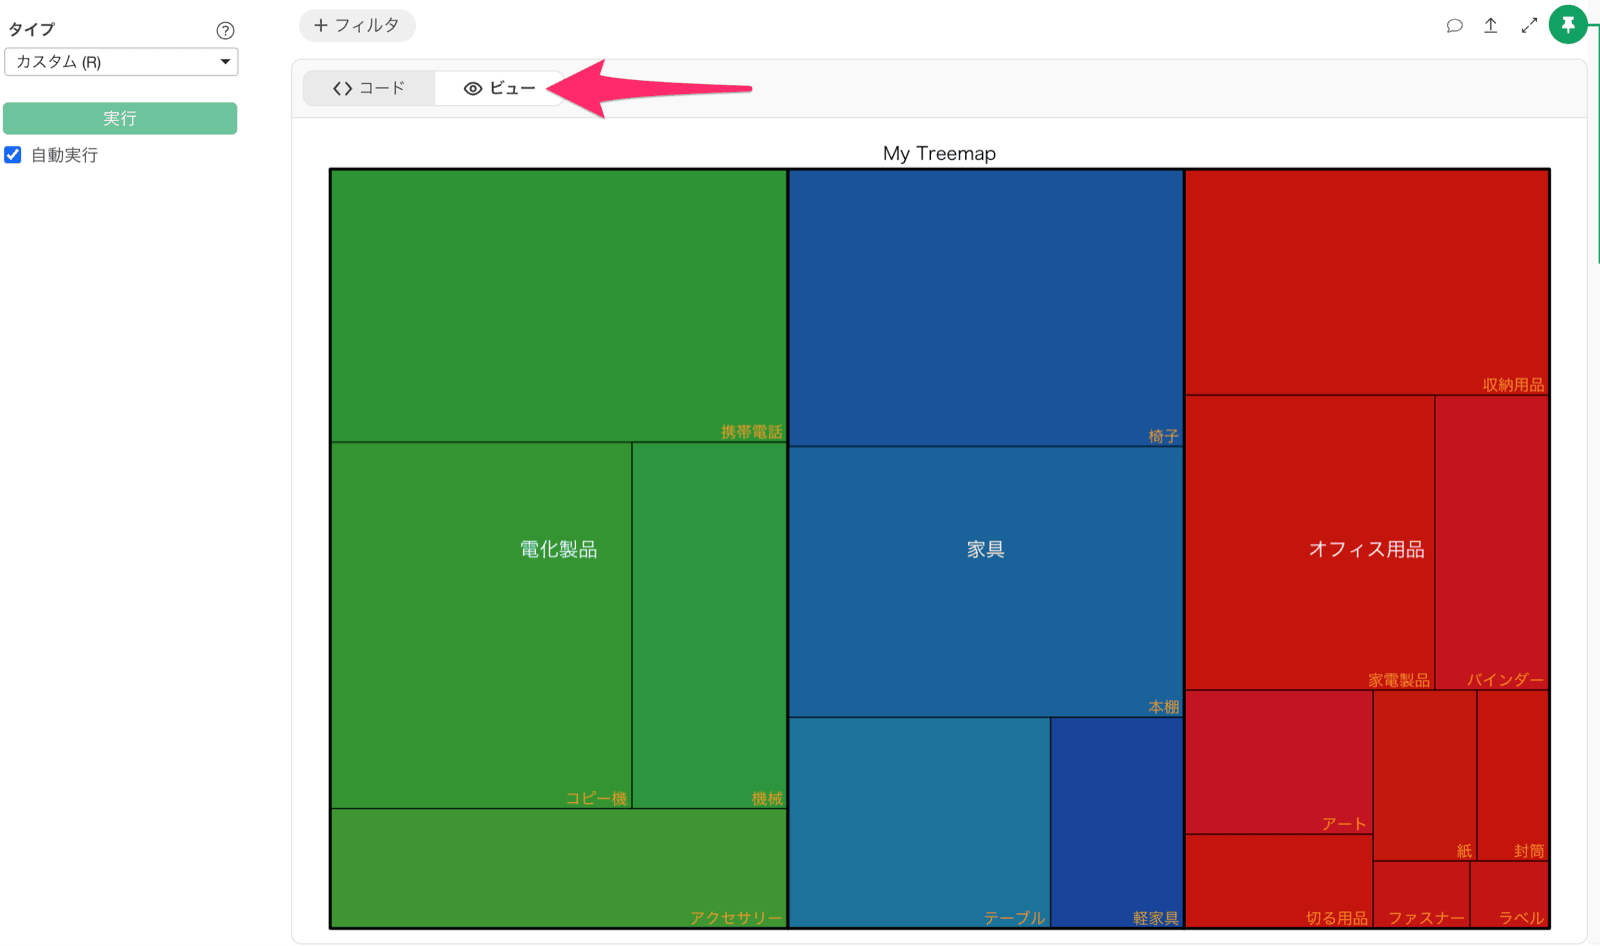 タイプ
?
カスタム (R)
実行
自動実行
+ フィルタ
<> コード
ビュー
My Treemap
携帯電話
電化製品
コピー機
機械
アクセサリー
椅子
家具
本棚
テーブル
軽家具
収納用品
オフィス用品
家電製品
バインダー
アート
紙
封筒
切る用品
ファスナー
ラベル